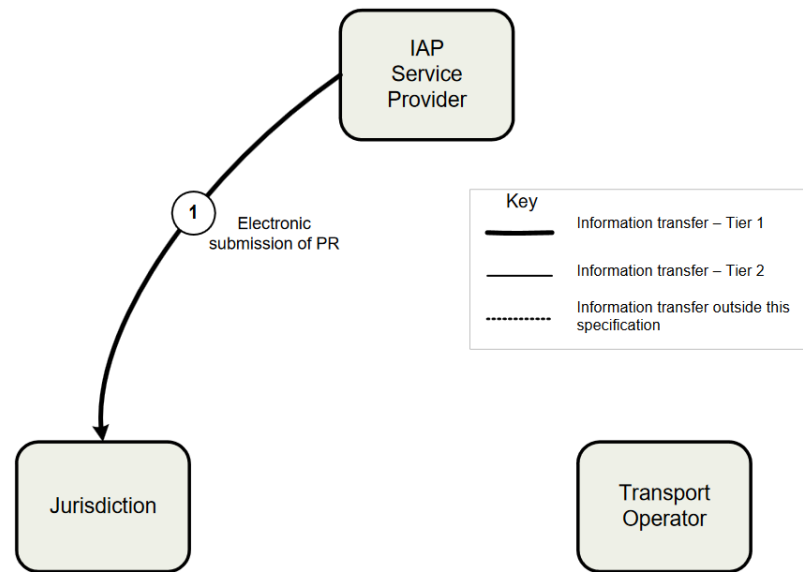 IAP
Service
Provider
1
Electronic
submission of PR
Key
Information transfer – Tier 1
Information transfer – Tier 2
Information transfer outside this
specification
Jurisdiction
Transport
Operator